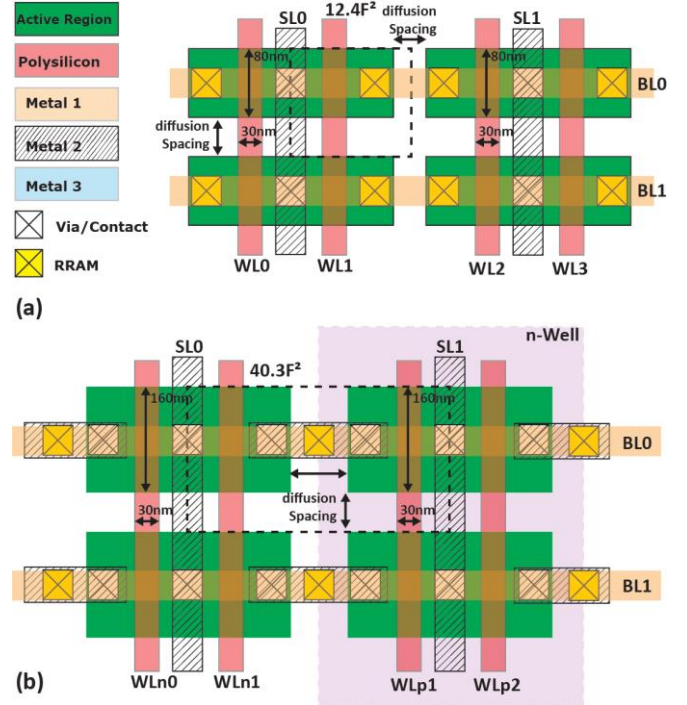 Active Region
Polysilicon
Metal 1
Metal 2
Metal 3
Via/Contact
RRAM
(a)
SL0
12.4F²
diffusion
Spacing
SL1
80nm
80nm
BL0
diffusion
Spacing
30nm
30nm
BL1
WL0
WL1
WL2
WL3
SL0
40.3F²
SL1
n-Well
160nm
160nm
BL0
30nm
diffusion
Spacing
30nm
BL1
WLn0
WLn1
WLp1
WLp2
(b)